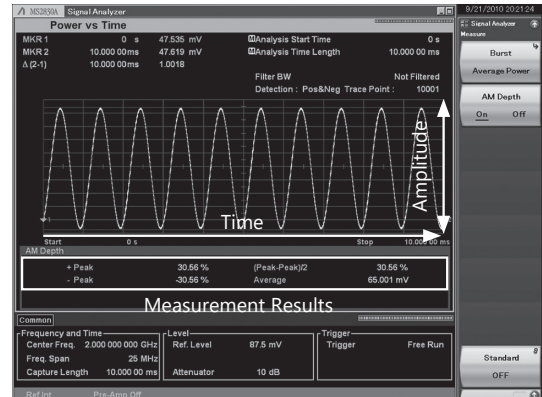 MS2830A Signal Analyzer
9/21/2010 20:21:24
Power vs Time
MKR 1 0 s 47.535 mV
MKR 2 10.000 00 ms 47.619 mV
Δ (2-1) 10.000 00 ms 1.0018
Analysis Start Time 0 s
Analysis Time Length 10.000 00 ms
Filter BW Not Filtered
Detection : Pos&Neg Trace Point : 10001
Amplitude
1
Time
Start 0 s Stop 10.000 00 ms
AM Depth
+ Peak 30.56 % (Peak-Peak)/2 30.56 %
- Peak -30.56 % Average 65.001 mV
Measurement Results
Common
Frequency and Time
Center Freq. 2.000 000 000 GHz
Freq. Span 25 MHz
Capture Length 10.000 00 ms
Level
Ref. Level 87.5 mV
Attenuator 10 dB
Trigger
Trigger Free Run
Ref.Int Pre-Amp Off
Signal Analyzer
Measure
Burst
Average Power
AM Depth
On Off
Standard
OFF